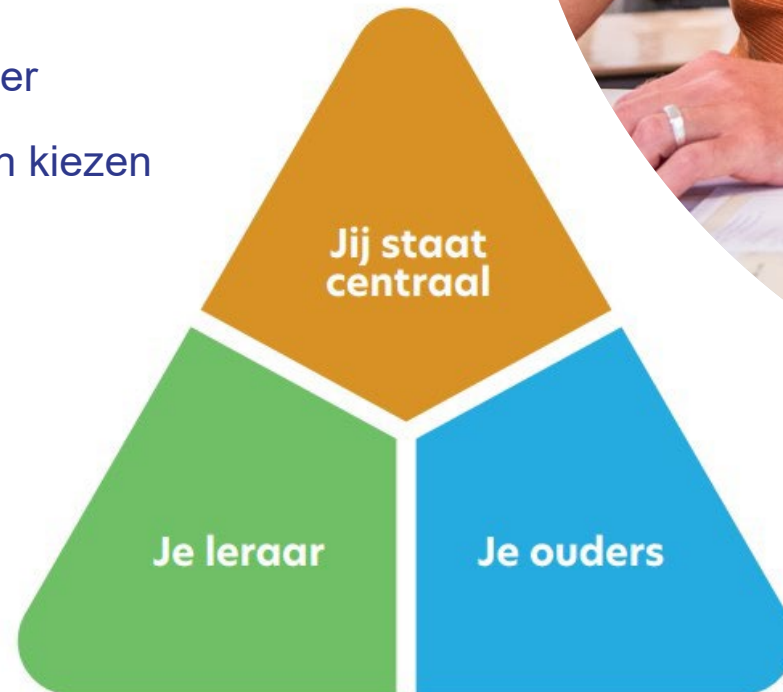 er
n kiezen
Jij staat
centraal
Je leraar
Je ouders